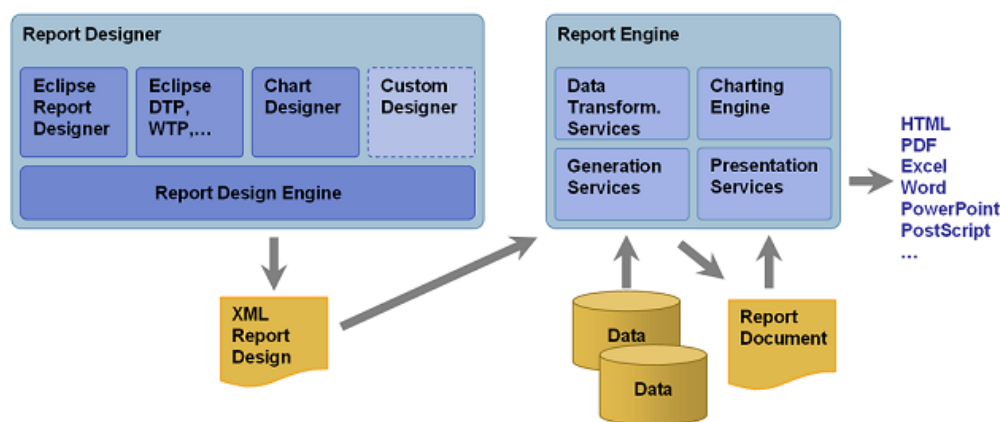 Report Designer
Eclipse
Report
Designer
Eclipse
DTP,
WTP,...
Chart
Designer
Custom
Designer
Report Design Engine
XML
Report
Design
Report Engine
Data
Transform.
Services
Charting
Engine
Generation
Services
Presentation
Services
Data
Data
Report
Document
HTML
PDF
Excel
Word
PowerPoint
PostScript
...